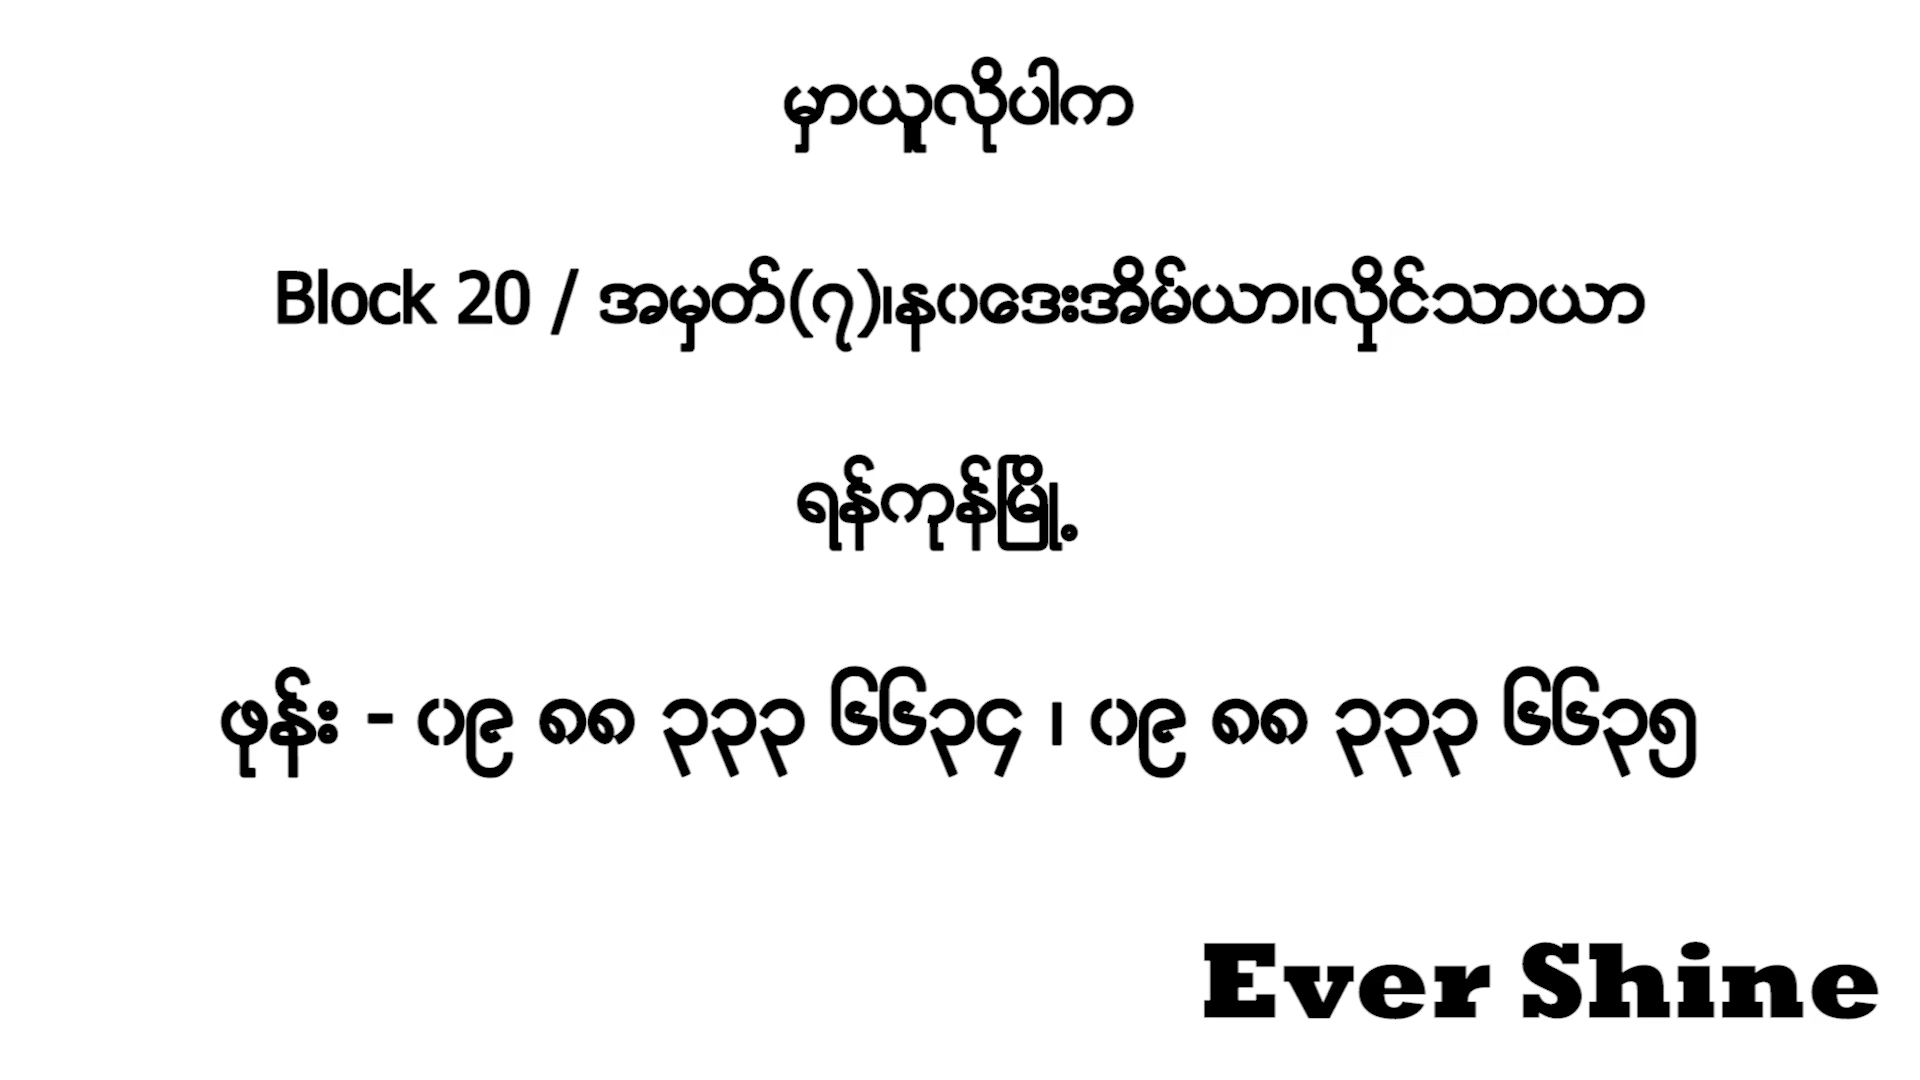 မှာယူလိုပါက
Block 20 / အမှတ်(၇)၊နဝဒေးအိမ်ယာ၊လှိုင်သာယာ
ရန်ကုန်မြို့
ဖုန်း - ၀၉ ၈၈ ၃၃၃ ၆၆၃၄ ၊ ၀၉ ၈၈ ၃၃၃ ၆၆၃၅
Ever Shine